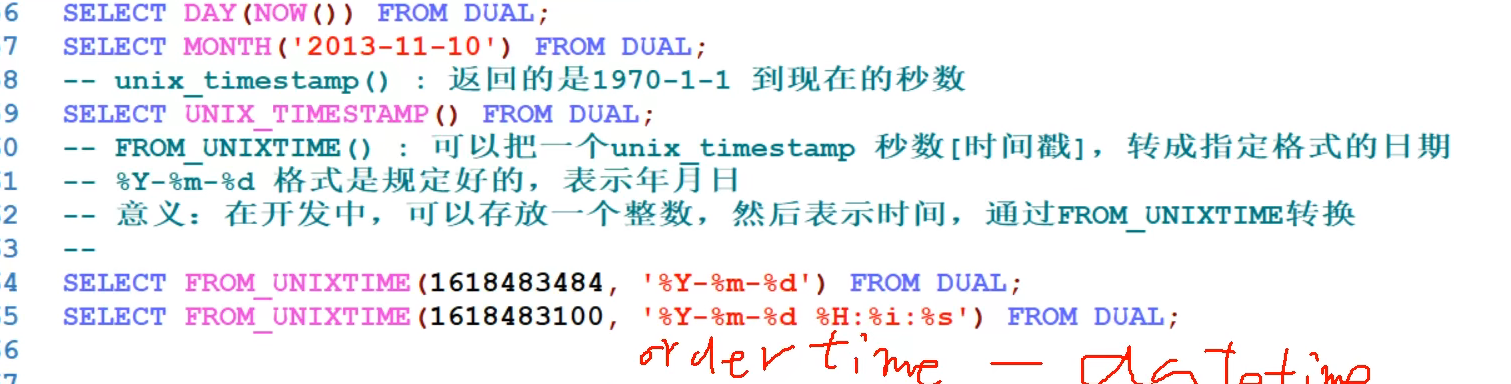 6 SELECT DAY(NOW()) FROM DUAL;
7 SELECT MONTH('2013-11-10') FROM DUAL;
8 -- unix_timestamp() : 返回的是1970-1-1 到现在的秒数
9 SELECT UNIX_TIMESTAMP() FROM DUAL;
0 -- FROM_UNIXTIME() : 可以把一个unix_timestamp 秒数[时间戳], 转成指定格式的日期
1 -- %Y-%m-%d 格式是规定好的, 表示年月日
2 -- 意义: 在开发中, 可以存放一个整数, 然后表示时间, 通过FROM_UNIXTIME转换
3 --
4 SELECT FROM_UNIXTIME(1618483484, '%Y-%m-%d') FROM DUAL;
5 SELECT FROM_UNIXTIME(1618483100, '%Y-%m-%d %H:%i:%s') FROM DUAL;
6
order time — datetime